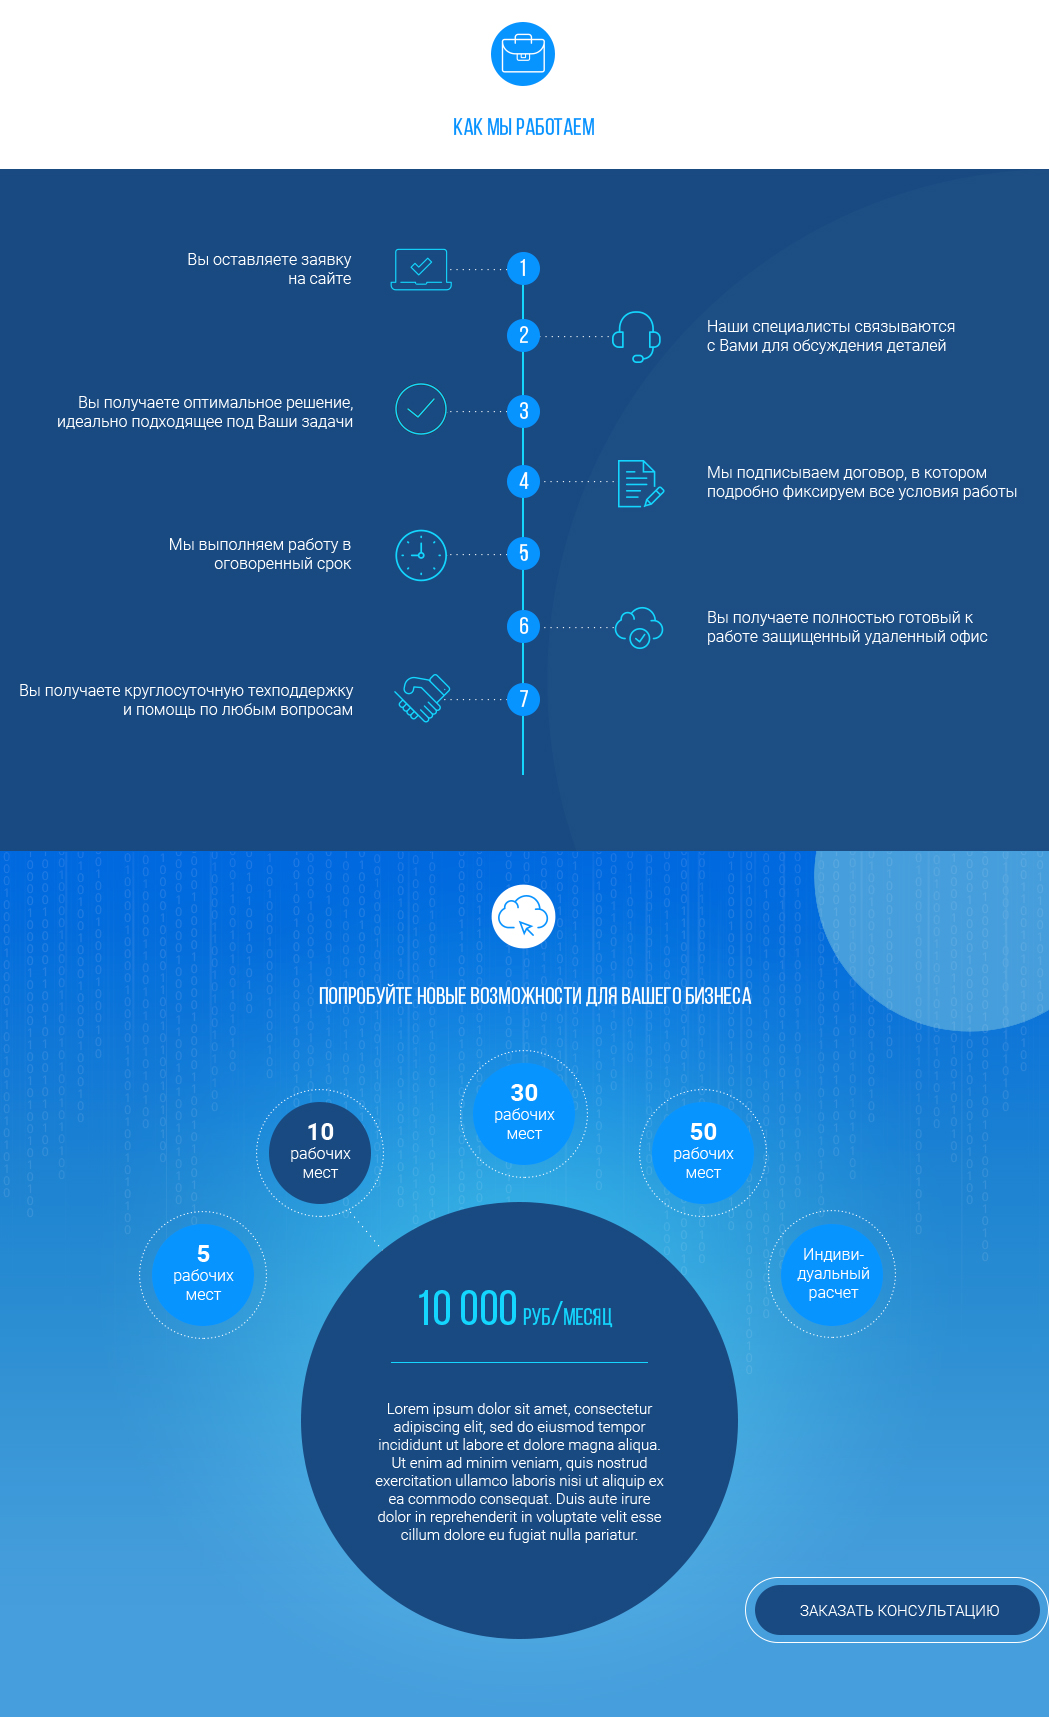 КАК МЫ РАБОТАЕМ
Вы оставляете заявку
на сайте
1
2
Наши специалисты связываются
с Вами для обсуждения деталей
Вы получаете оптимальное решение,
идеально подходящее под Ваши задачи
3
4
Мы подписываем договор, в котором
подробно фиксируем все условия работы
Мы выполняем работу в
оговоренный срок
5
6
Вы получаете полностью готовый к
работе защищенный удаленный офис
Вы получаете круглосуточную техподдержку
и помощь по любым вопросам
7
ПОПРОБУЙТЕ НОВЫЕ ВОЗМОЖНОСТИ ДЛЯ ВАШЕГО БИЗНЕСА
5
рабочих
мест
10
рабочих
мест
30
рабочих
мест
50
рабочих
мест
Индиви-
дуальный
расчет
10 000 РУБ/МЕСЯЦ
Lorem ipsum dolor sit amet, consectetur
adipiscing elit, sed do eiusmod tempor
incididunt ut labore et dolore magna aliqua.
Ut enim ad minim veniam, quis nostrud
exercitation ullamco laboris nisi ut aliquip ex
ea commodo consequat. Duis aute irure
dolor in reprehenderit in voluptate velit esse
cillum dolore eu fugiat nulla pariatur.
ЗАКАЗАТЬ КОНСУЛЬТАЦИЮ